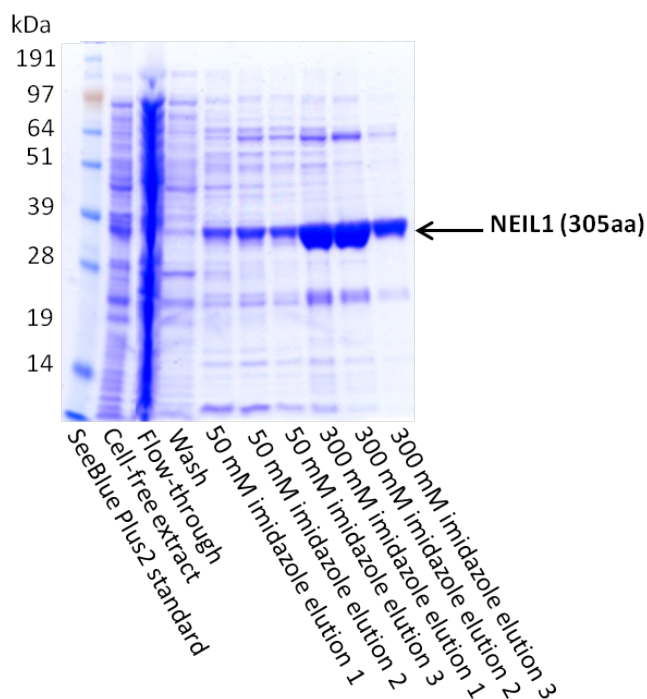 kDa
191
97
64
51
39
28
19
14
NEIL1 (305aa)
SeeBlue Plus2 standard
Cell-free extract
Flow-through
Wash
50 mM imidazole elution 1
50 mM imidazole elution 2
50 mM imidazole elution 3
300 mM imidazole elution 1
300 mM imidazole elution 2
300 mM imidazole elution 3